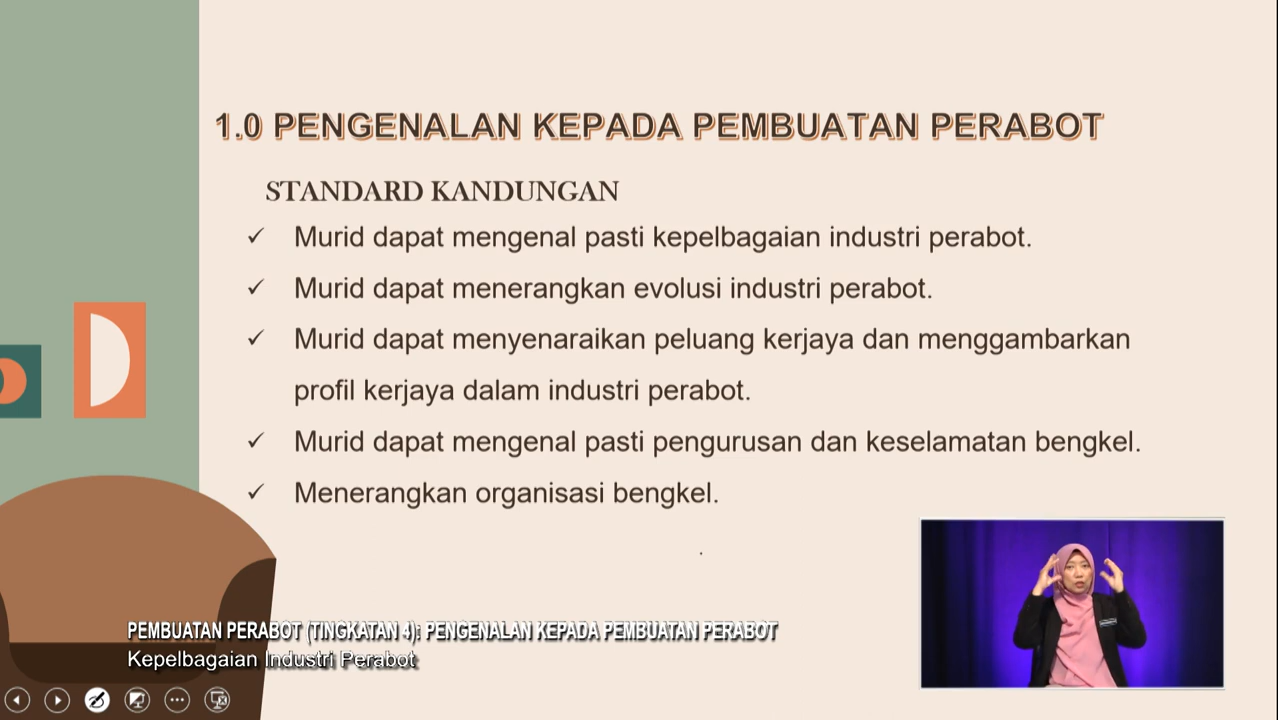 1.0 PENGENALAN KEPADA PEMBUATAN PERABOT
STANDARD KANDUNGAN
✓ Murid dapat mengenal pasti kepelbagaian industri perabot.
✓ Murid dapat menerangkan evolusi industri perabot.
✓ Murid dapat menyenaraikan peluang kerjaya dan menggambarkan
profil kerjaya dalam industri perabot.
✓ Murid dapat mengenal pasti pengurusan dan keselamatan bengkel.
✓ Menerangkan organisasi bengkel.
PEMBUATAN PERABOT (TINGKATAN 4): PENGENALAN KEPADA PEMBUATAN PERABOT
Kepelbagaian Industri Perabot